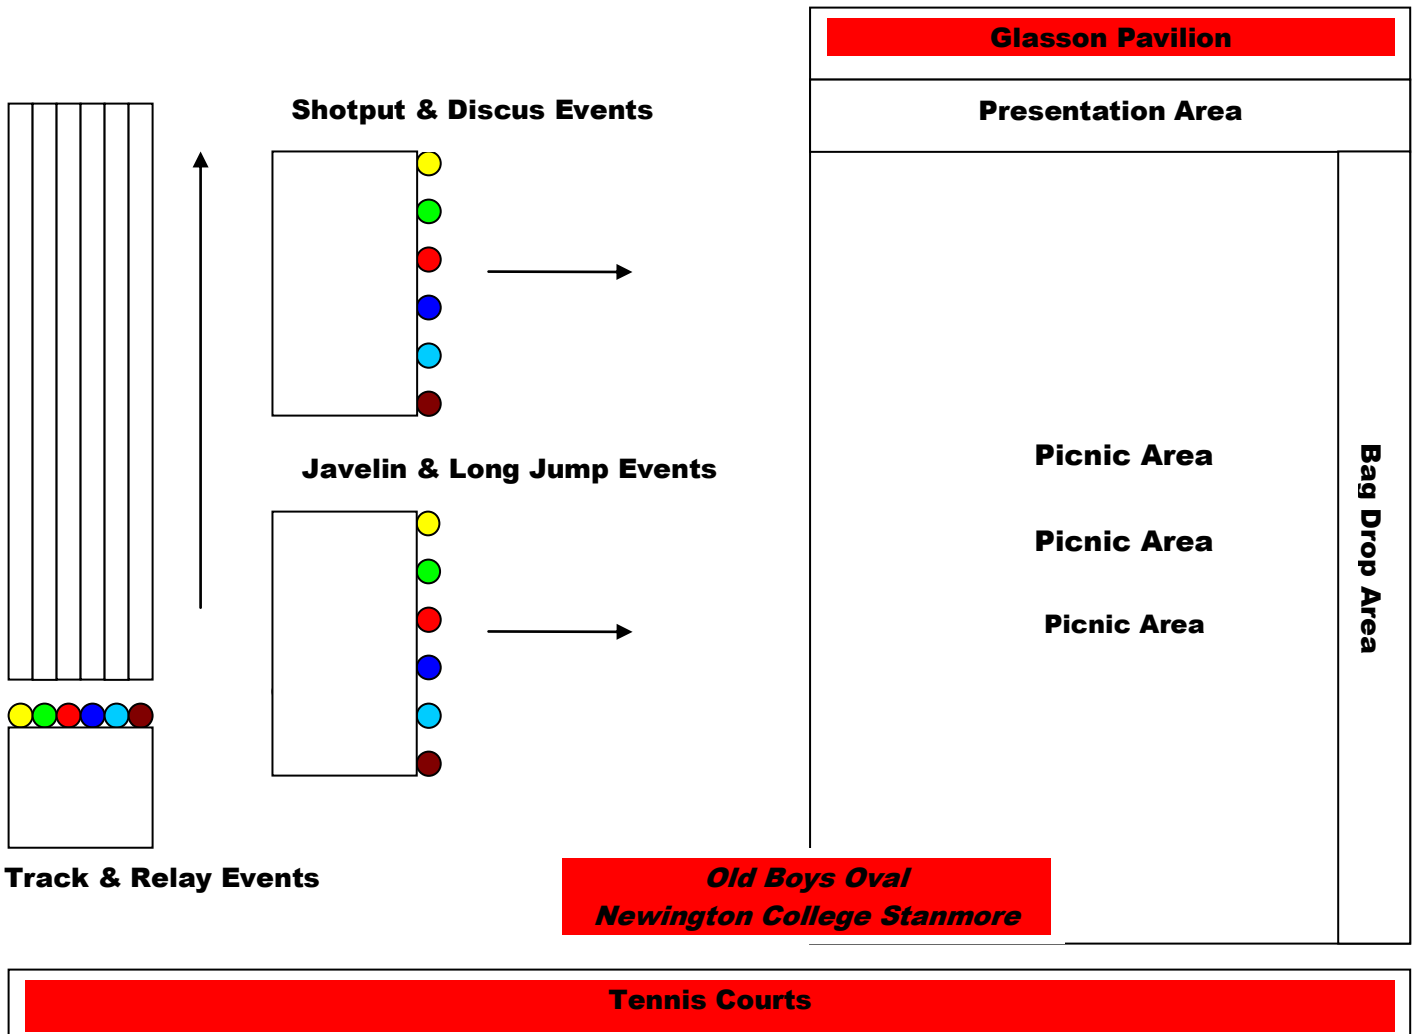 Glasson Pavilion
Shotput & Discus Events
Presentation Area
Javelin & Long Jump Events
Picnic Area
Picnic Area
Picnic Area
Bag Drop Area
Track & Relay Events
Old Boys Oval
Newington College Stanmore
Tennis Courts